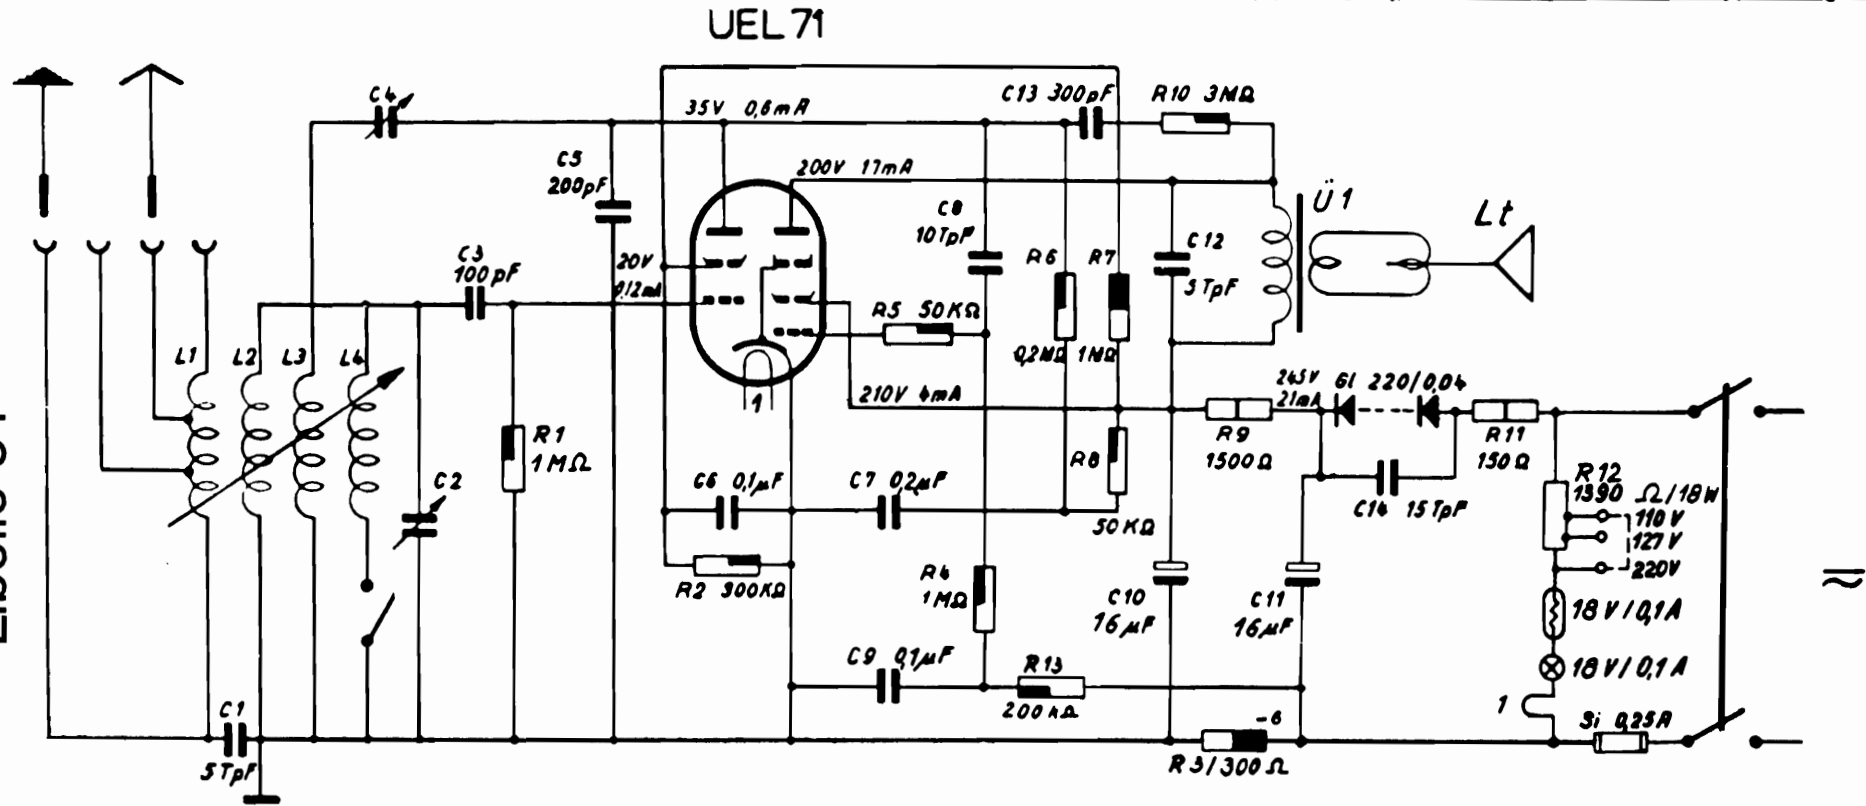 UEL 71
C4
35V 0,6mA
C13 300pF
R10 3MΩ
C5
200pF
200V 17mA
C8
10TpF
Ü1
Lt
C3
100pF
20V
0,12mA
R6
R7
C12
5TpF
R5 50KΩ
L1
L2
L3
L4
0,2MΩ
1MΩ
1
210V 4mA
245V
21mA
Gl 220/0,04
R9
1500Ω
R11
150Ω
R1
1MΩ
C2
C6 0,1µF
C7 0,2µF
R8
50KΩ
C14 15TpF
R12
1390 Ω/18W
110V
127V
220V
R2 300KΩ
R4
1MΩ
C10
16µF
C11
16µF
18V/0,1A
18V/0,1A
C9 0,1µF
R13
200kΩ
1
C1
5TpF
-6
R3/300Ω
Si 0,25A
≂